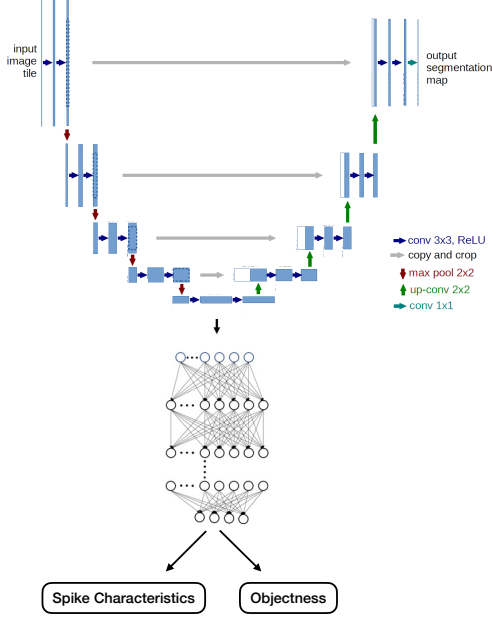 input
image
tile
output
segmentation
map
conv 3x3, ReLU
copy and crop
max pool 2x2
up-conv 2x2
conv 1x1
Spike Characteristics
Objectness